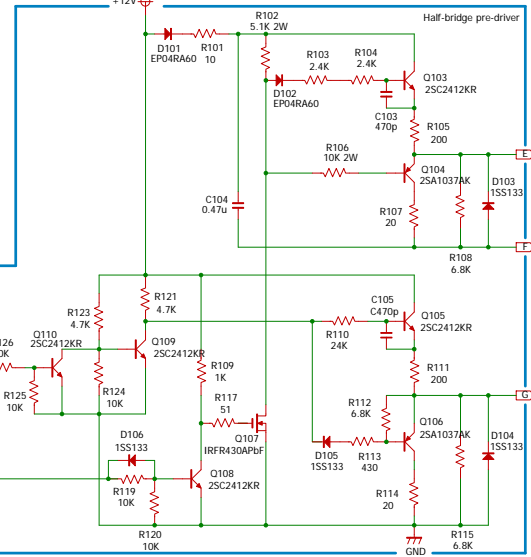 +12V
Half-bridge pre-driver
R102
5.1K 2W
D101
EP04RA60
R101
10
R103
2.4K
R104
2.4K
Q103
2SC2412KR
D102
EP04RA60
C103
470p
R105
200
E
R106
10K 2W
Q104
2SA1037AK
D103
1SS133
C104
0.47u
R107
20
F
R108
6.8K
R123
4.7K
R121
4.7K
C105
C470p
Q105
2SC2412KR
Q110
2SC2412KR
Q109
2SC2412KR
R110
24K
126
0K
R109
1K
R111
200
R125
10K
R124
10K
R117
51
R112
6.8K
G
Q106
2SA1037AK
D104
1SS133
D106
1SS133
Q107
IRFR430APbF
D105
1SS133
R113
430
Q108
2SC2412KR
R119
10K
R114
20
R120
10K
GND
R115
6.8K